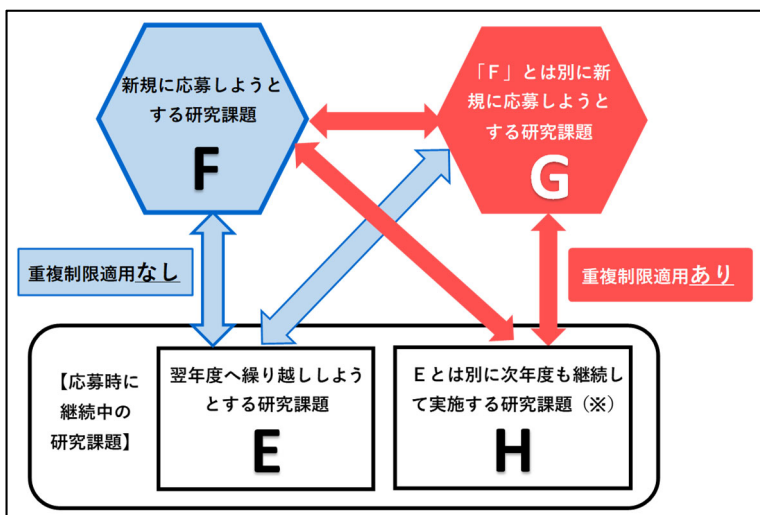 新規に応募しようと
する研究課題
F
「F」とは別に新
規に応募しようと
する研究課題
G
重複制限適用なし
重複制限適用あり
【応募時に
継続中の
研究課題】
翌年度へ繰り越ししよう
とする研究課題
E
Eとは別に次年度も継続し
て実施する研究課題（※）
H